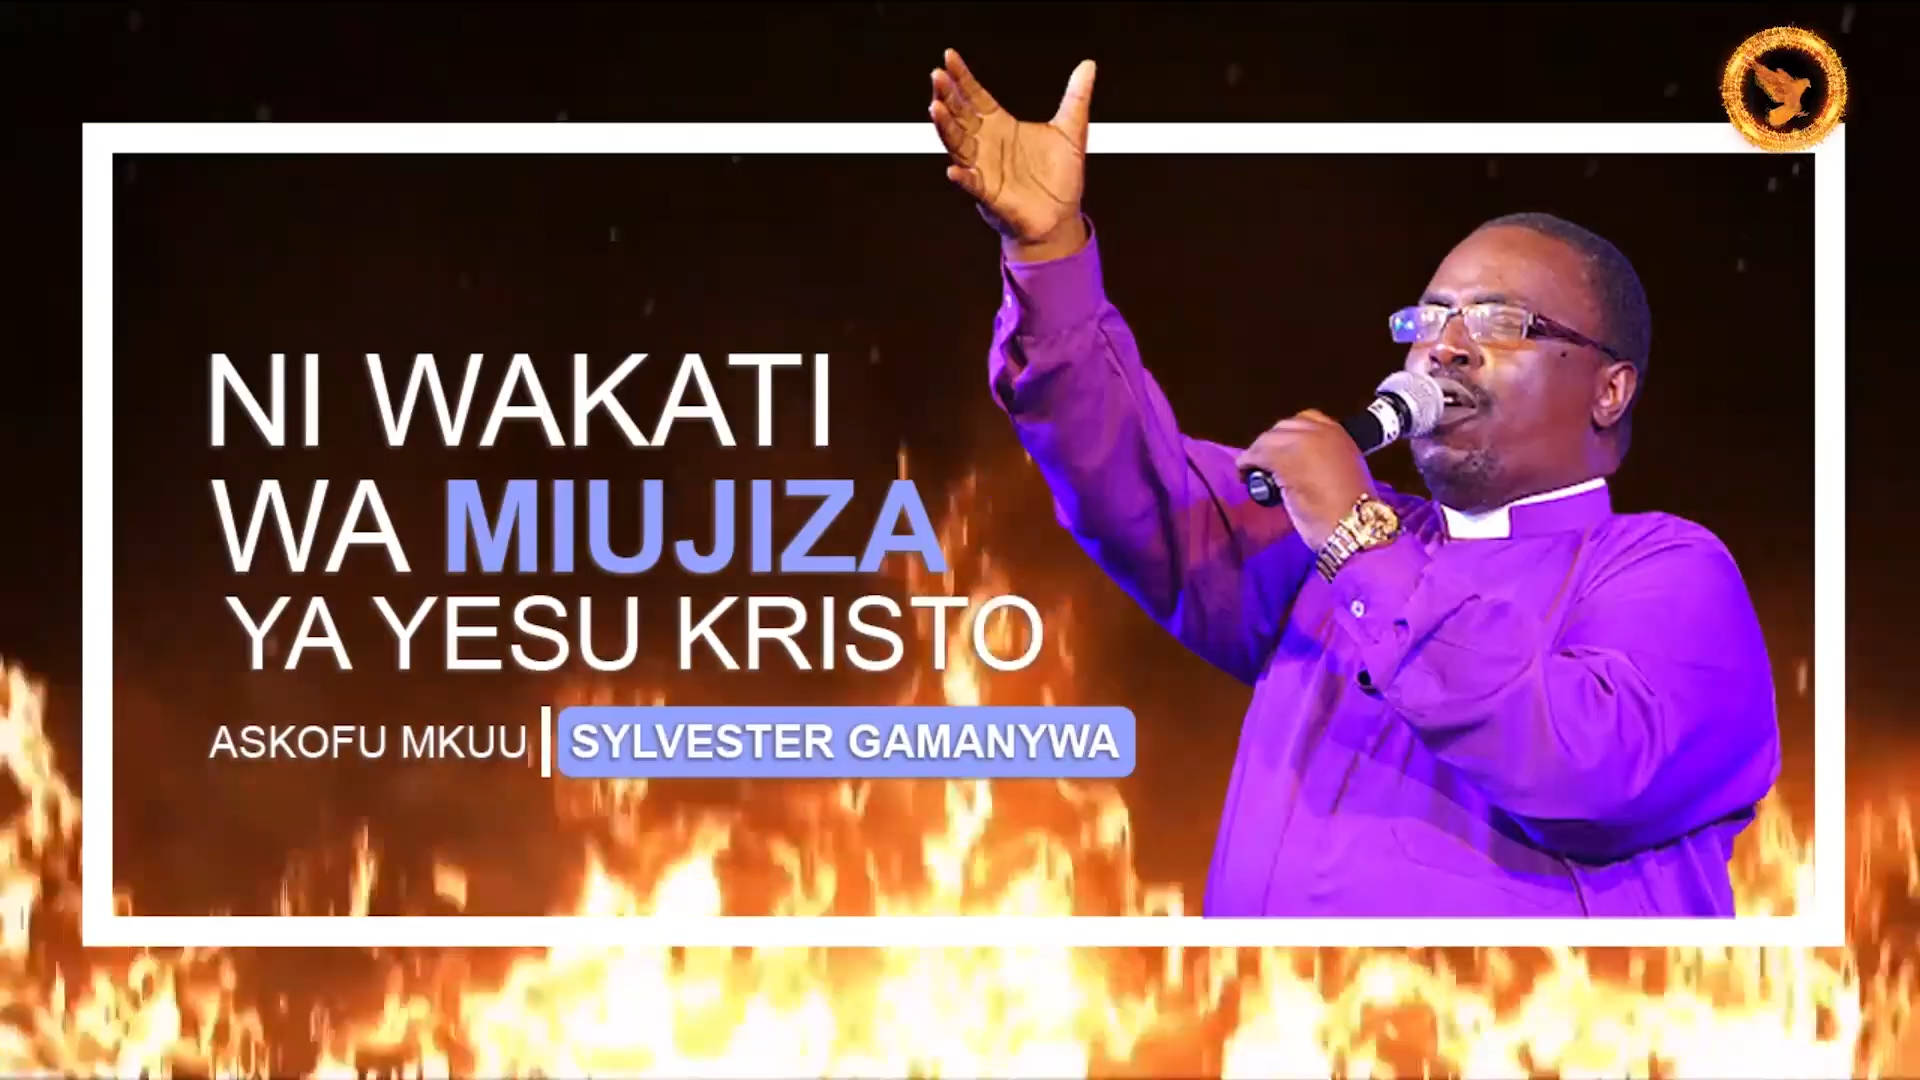 NI WAKATI
WA MIUJIZA
YA YESU KRISTO
ASKOFU MKUU | SYLVESTER GAMANYWA